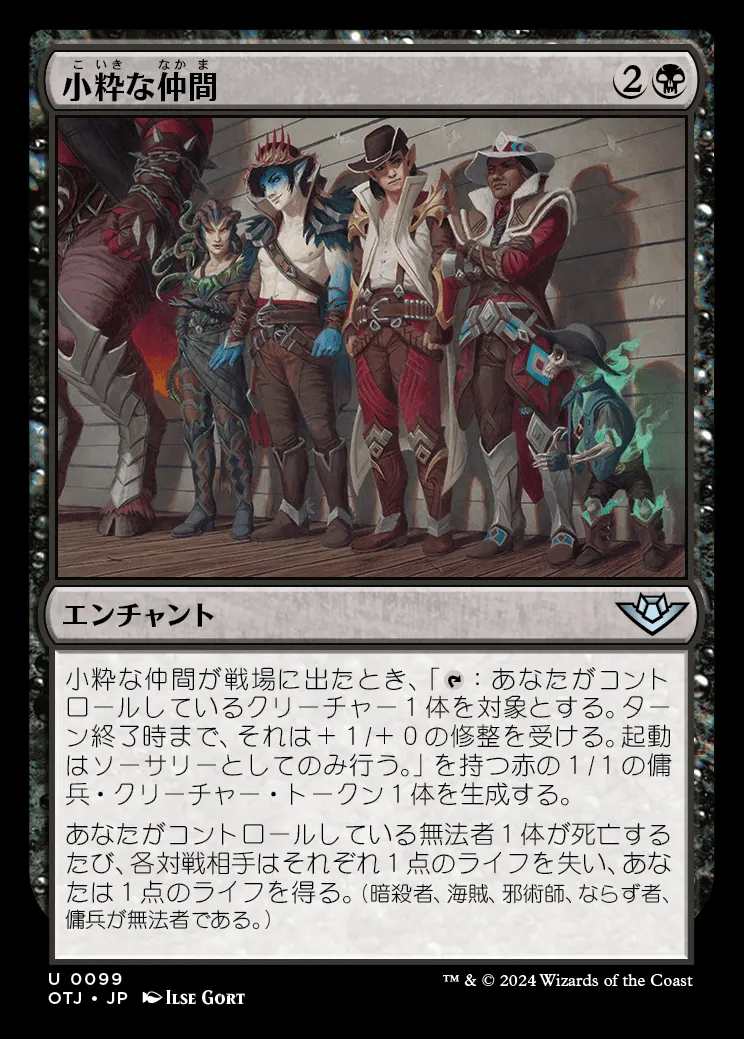 こいき なかま
小粋な仲間
2
エンチャント
小粋な仲間が戦場に出たとき、「：あなたがコント
ロールしているクリーチャー１体を対象とする。ター
ン終了時まで、それは＋１/＋０の修整を受ける。起動
はソーサリーとしてのみ行う。」を持つ赤の１/１の傭
兵・クリーチャー・トークン１体を生成する。
あなたがコントロールしている無法者１体が死亡する
たび、各対戦相手はそれぞれ１点のライフを失い、あな
たは１点のライフを得る。（暗殺者、海賊、邪術師、ならず者、
傭兵が無法者である。）
U 0099
OTJ • JP ILSE GORT
™ & © 2024 Wizards of the Coast